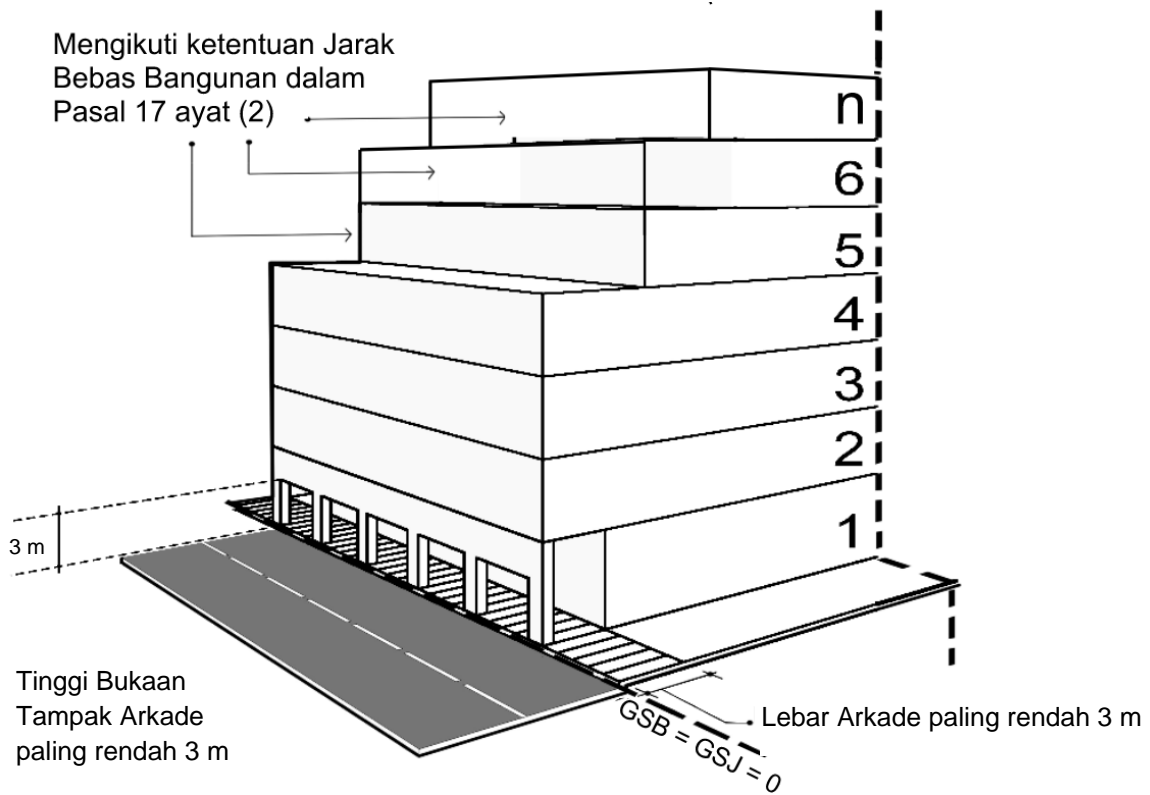 Mengikuti ketentuan Jarak
Bebas Bangunan dalam
Pasal 17 ayat (2)
n
6
5
4
3
2
1
3 m
Tinggi Bukaan
Tampak Arkade
paling rendah 3 m
GSB = GSJ = 0
Lebar Arkade paling rendah 3 m